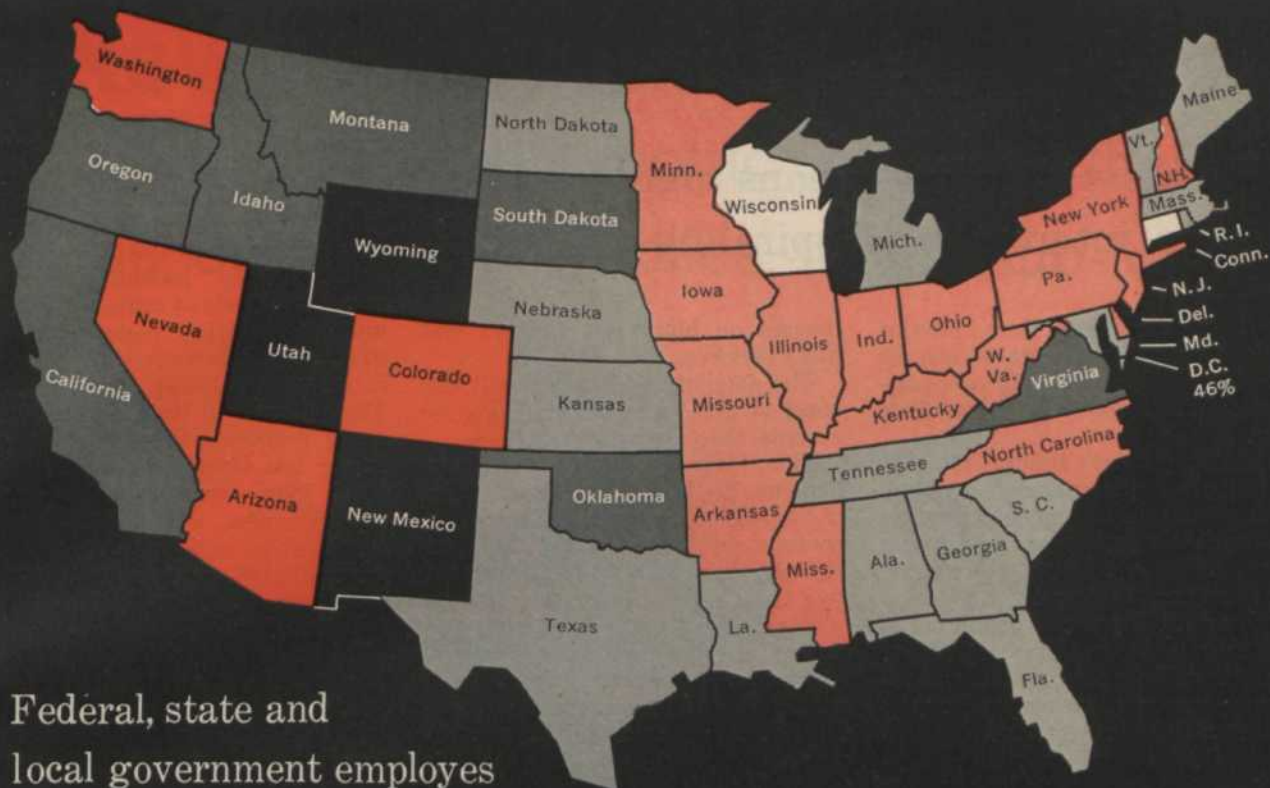 Washington
Montana
North Dakota
Minn.
Oregon
Idaho
Wyoming
South Dakota
Wisconsin
Mich.
Maine
Vt.
N.H.
New York
Mass.
R.I.
Conn.
Nevada
Utah
Colorado
Nebraska
Iowa
Illinois
Ind.
Ohio
Pa.
N.J.
Del.
Md.
D.C.
46%
California
Kansas
Missouri
Kentucky
W.
Va.
Virginia
Arizona
New Mexico
Oklahoma
Arkansas
Tennessee
North Carolina
S. C.
Texas
La.
Miss.
Ala.
Georgia
Fla.
Federal, state and
local government employes